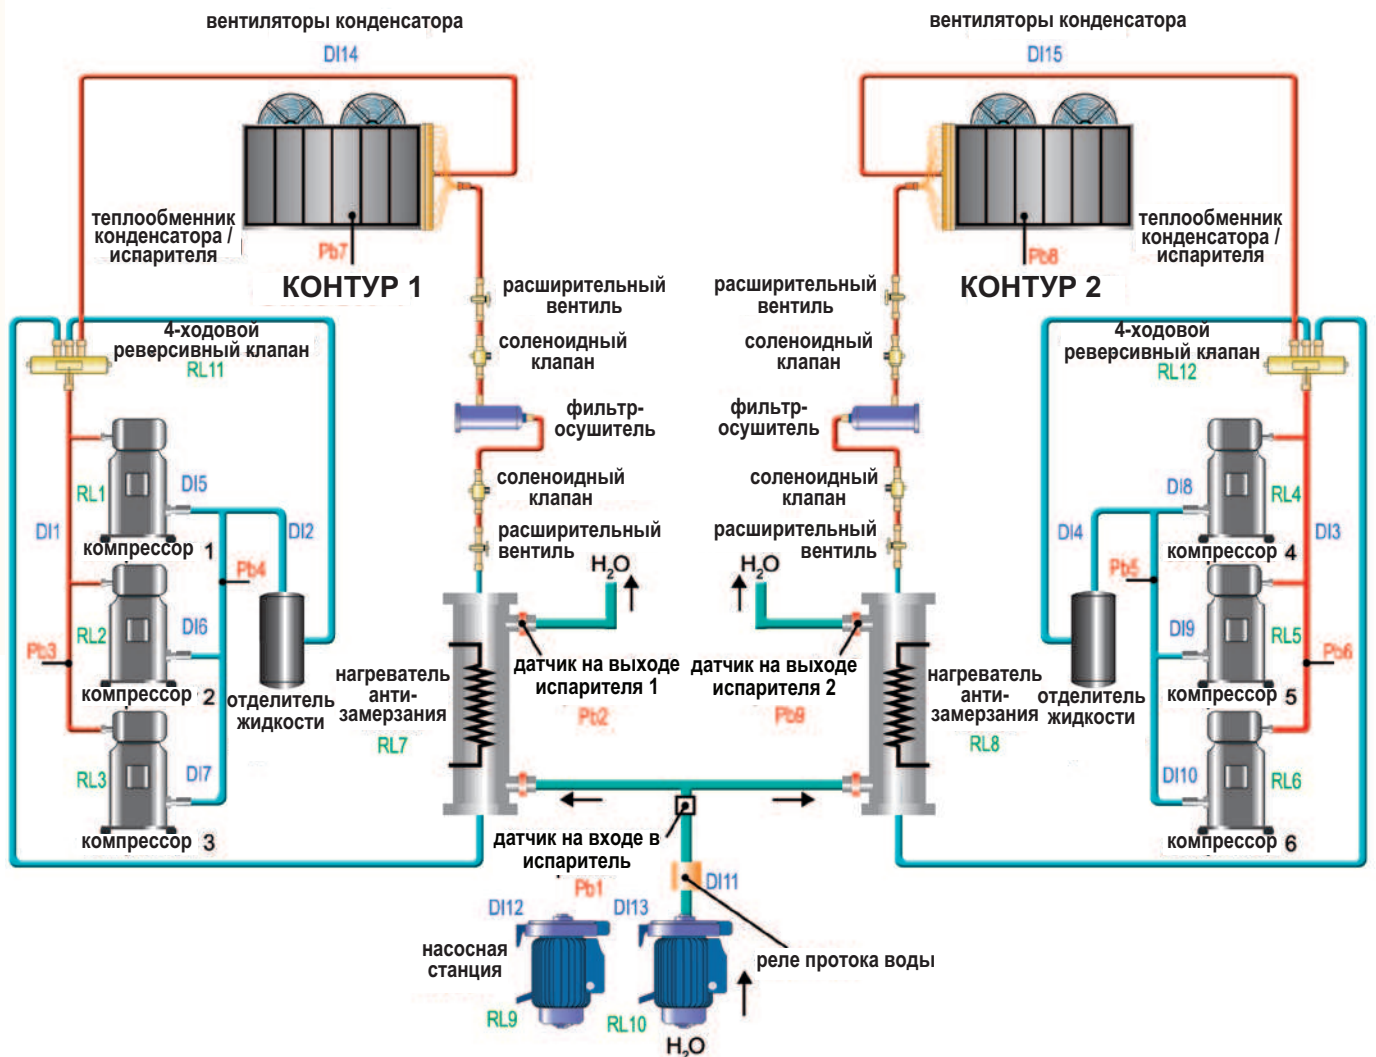 вентиляторы конденсатора
DI14
вентиляторы конденсатора
DI15
теплообменник
конденсатора /
испарителя
Pb7
КОНТУР 1
теплообменник
конденсатора /
испарителя
Pb8
КОНТУР 2
расширительный
вентиль
расширительный
вентиль
4-ходовой
реверсивный клапан
RL11
соленоидный
клапан
соленоидный
клапан
4-ходовой
реверсивный клапан
RL12
фильтр-
осушитель
фильтр-
осушитель
RL1
DI5
DI1
DI2
компрессор 1
соленоидный
клапан
соленоидный
клапан
DI8
RL4
DI4
DI3
компрессор 4
расширительный
вентиль
расширительный
вентиль
Pb4
H2O
H2O
Pb5
RL2
DI6
Pb3
компрессор 2
DI9
RL5
Pb6
компрессор 5
отделитель
жидкости
нагреватель
анти-
замерзания
RL7
датчик на выходе
испарителя 1
Pb2
датчик на выходе
испарителя 2
Pb9
нагреватель
анти-
замерзания
RL8
отделитель
жидкости
RL3
DI7
компрессор 3
DI10
RL6
компрессор 6
датчик на входе в
испаритель
Pb1
DI11
DI12
DI13
насосная
станция
реле протока воды
RL9
RL10
H2O